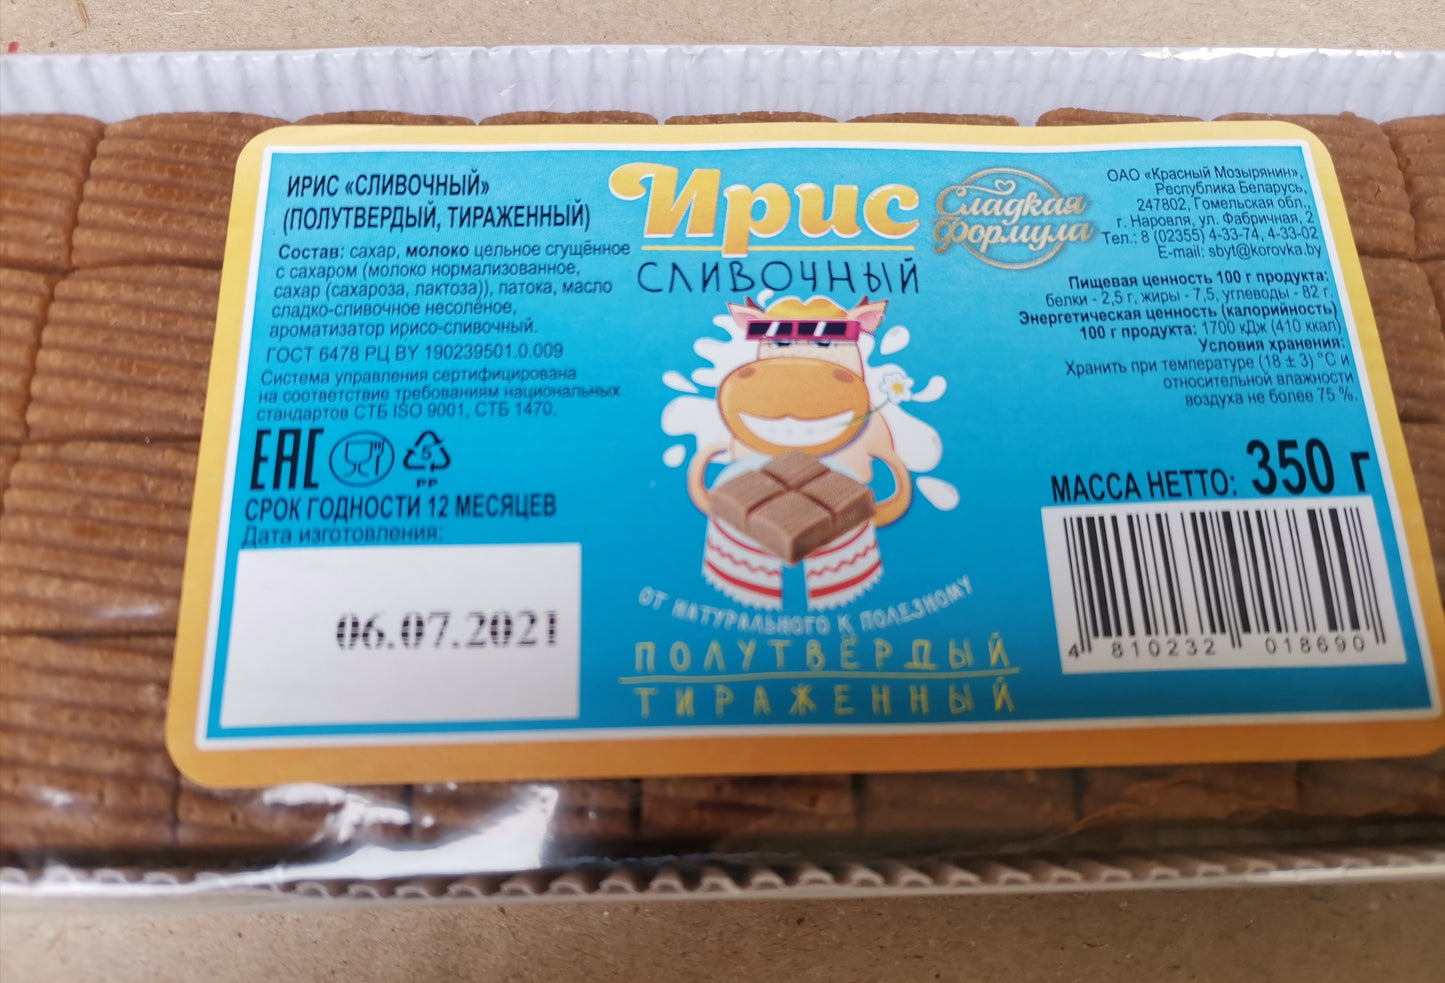 ИРИС «СЛИВОЧНЫЙ»
(ПОЛУТВЕРДЫЙ, ТИРАЖЕННЫЙ)
Состав: сахар, молоко цельное сгущённое
с сахаром (молоко нормализованное,
сахар (сахароза, лактоза)), патока, масло
сладко-сливочное несолёное,
ароматизатор ирисо-сливочный.
ГОСТ 6478 РЦ BY 190239501.0.009
Система управления сертифицирована
на соответствие требованиям национальных
стандартов СТБ ISO 9001, СТБ 1470.
EAC
5
PP
СРОК ГОДНОСТИ 12 МЕСЯЦЕВ
Дата изготовления:
06.07.2021
Ирис
СЛИВОЧНЫЙ
ОТ НАТУРАЛЬНОГО К ПОЛЕЗНОМУ
ПОЛУТВЁРДЫЙ
ТИРАЖЕННЫЙ
Сладкая
формула
ОАО «Красный Мозырянин»,
Республика Беларусь,
247802, Гомельская обл.,
г. Наровля, ул. Фабричная, 2
Тел.: 8 (02355) 4-33-74, 4-33-02
E-mail: sbyt@korovka.by
Пищевая ценность 100 г продукта:
белки - 2,5 г, жиры - 7,5, углеводы - 82 г.
Энергетическая ценность (калорийность)
100 г продукта: 1700 кДж (410 ккал)
Условия хранения:
Хранить при температуре (18 ± 3) °С и
относительной влажности
воздуха не более 75 %.
МАССА НЕТТО: 350 г
4 810232 018690